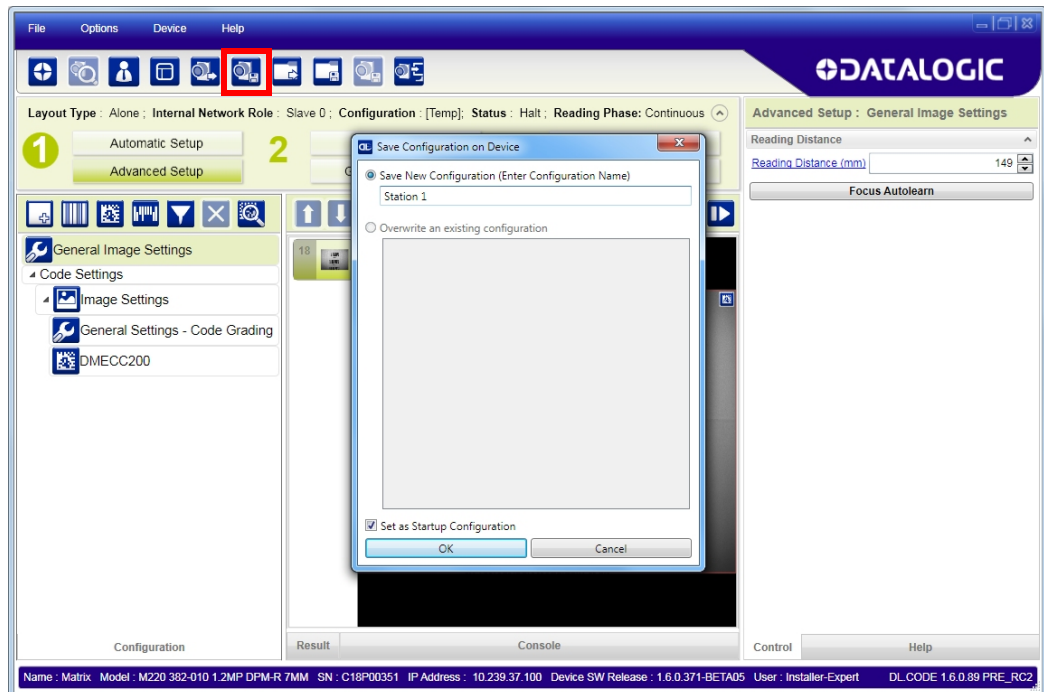 File Options Device Help
DATALOGIC
Layout Type : Alone ; Internal Network Role : Slave 0 ; Configuration : [Temp]; Status : Halt ; Reading Phase: Continuous
1
Automatic Setup
Advanced Setup
2
G
Advanced Setup : General Image Settings
Reading Distance
Reading Distance (mm) 149
Focus Autolearn
Save Configuration on Device
Save New Configuration (Enter Configuration Name)
Station 1
Overwrite an existing configuration
Set as Startup Configuration
OK Cancel
General Image Settings
Code Settings
Image Settings
General Settings - Code Grading
DMECC200
18
Configuration
Result Console
Control Help
Name : Matrix Model : M220 382-010 1.2MP DPM-R 7MM SN : C18P00351 IP Address : 10.239.37.100 Device SW Release : 1.6.0.371-BETA05 User : Installer-Expert DL.CODE 1.6.0.89 PRE_RC2